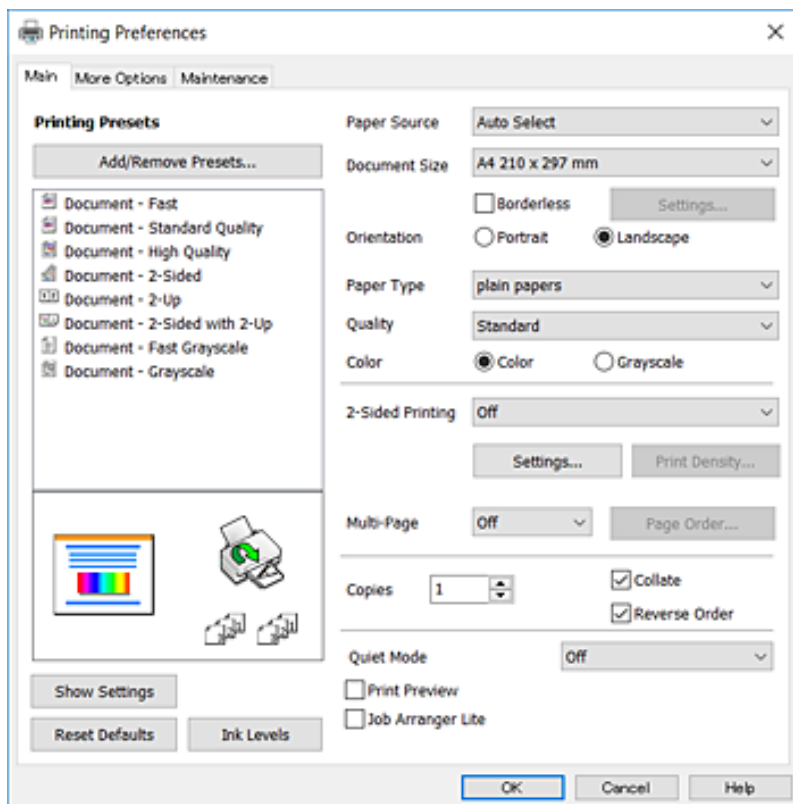 Printing Preferences
Main More Options Maintenance
Printing Presets
Add/Remove Presets...
Document - Fast
Document - Standard Quality
Document - High Quality
Document - 2-Sided
Document - 2-Up
Document - 2-Sided with 2-Up
Document - Fast Grayscale
Document - Grayscale
Show Settings
Reset Defaults Ink Levels
Paper Source Auto Select
Document Size A4 210 x 297 mm
Borderless Settings...
Orientation Portrait Landscape
Paper Type plain papers
Quality Standard
Color Color Grayscale
2-Sided Printing Off
Settings... Print Density...
Multi-Page Off Page Order...
Copies 1 Collate
Reverse Order
Quiet Mode Off
Print Preview
Job Arranger Lite
OK Cancel Help